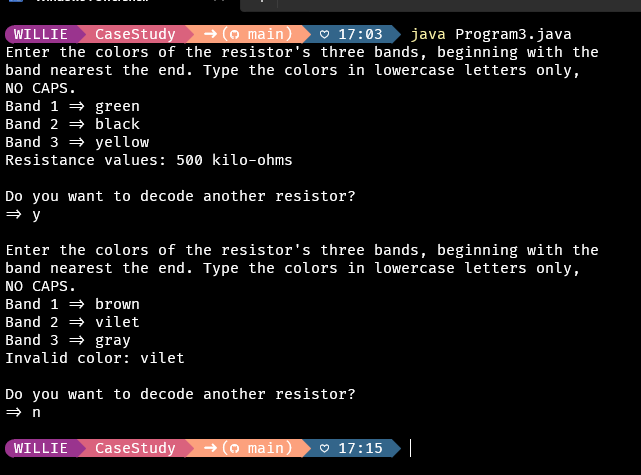 WILLIE CaseStudy →( main) ♡ 17:03 java Program3.java
Enter the colors of the resistor's three bands, beginning with the
band nearest the end. Type the colors in lowercase letters only,
NO CAPS.
Band 1 => green
Band 2 => black
Band 3 => yellow
Resistance values: 500 kilo-ohms
Do you want to decode another resistor?
=> y
Enter the colors of the resistor's three bands, beginning with the
band nearest the end. Type the colors in lowercase letters only,
NO CAPS.
Band 1 => brown
Band 2 => vilet
Band 3 => gray
Invalid color: vilet
Do you want to decode another resistor?
=> n
WILLIE CaseStudy →( main) ♡ 17:15